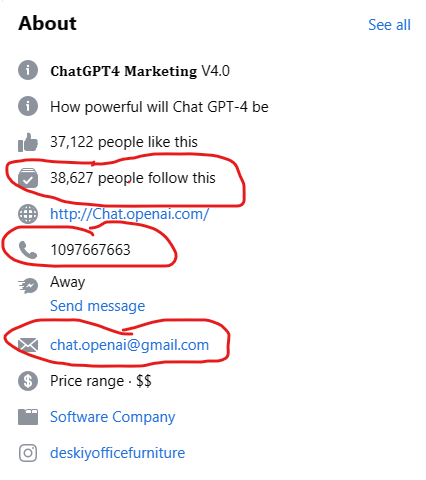 About
See all
ChatGPT4 Marketing V4.0
How powerful will Chat GPT-4 be
37,122 people like this
38,627 people follow this
http://Chat.openai.com/
1097667663
Away
Send message
chat.openai@gmail.com
Price range · $$
Software Company
deskiyofficefurniture